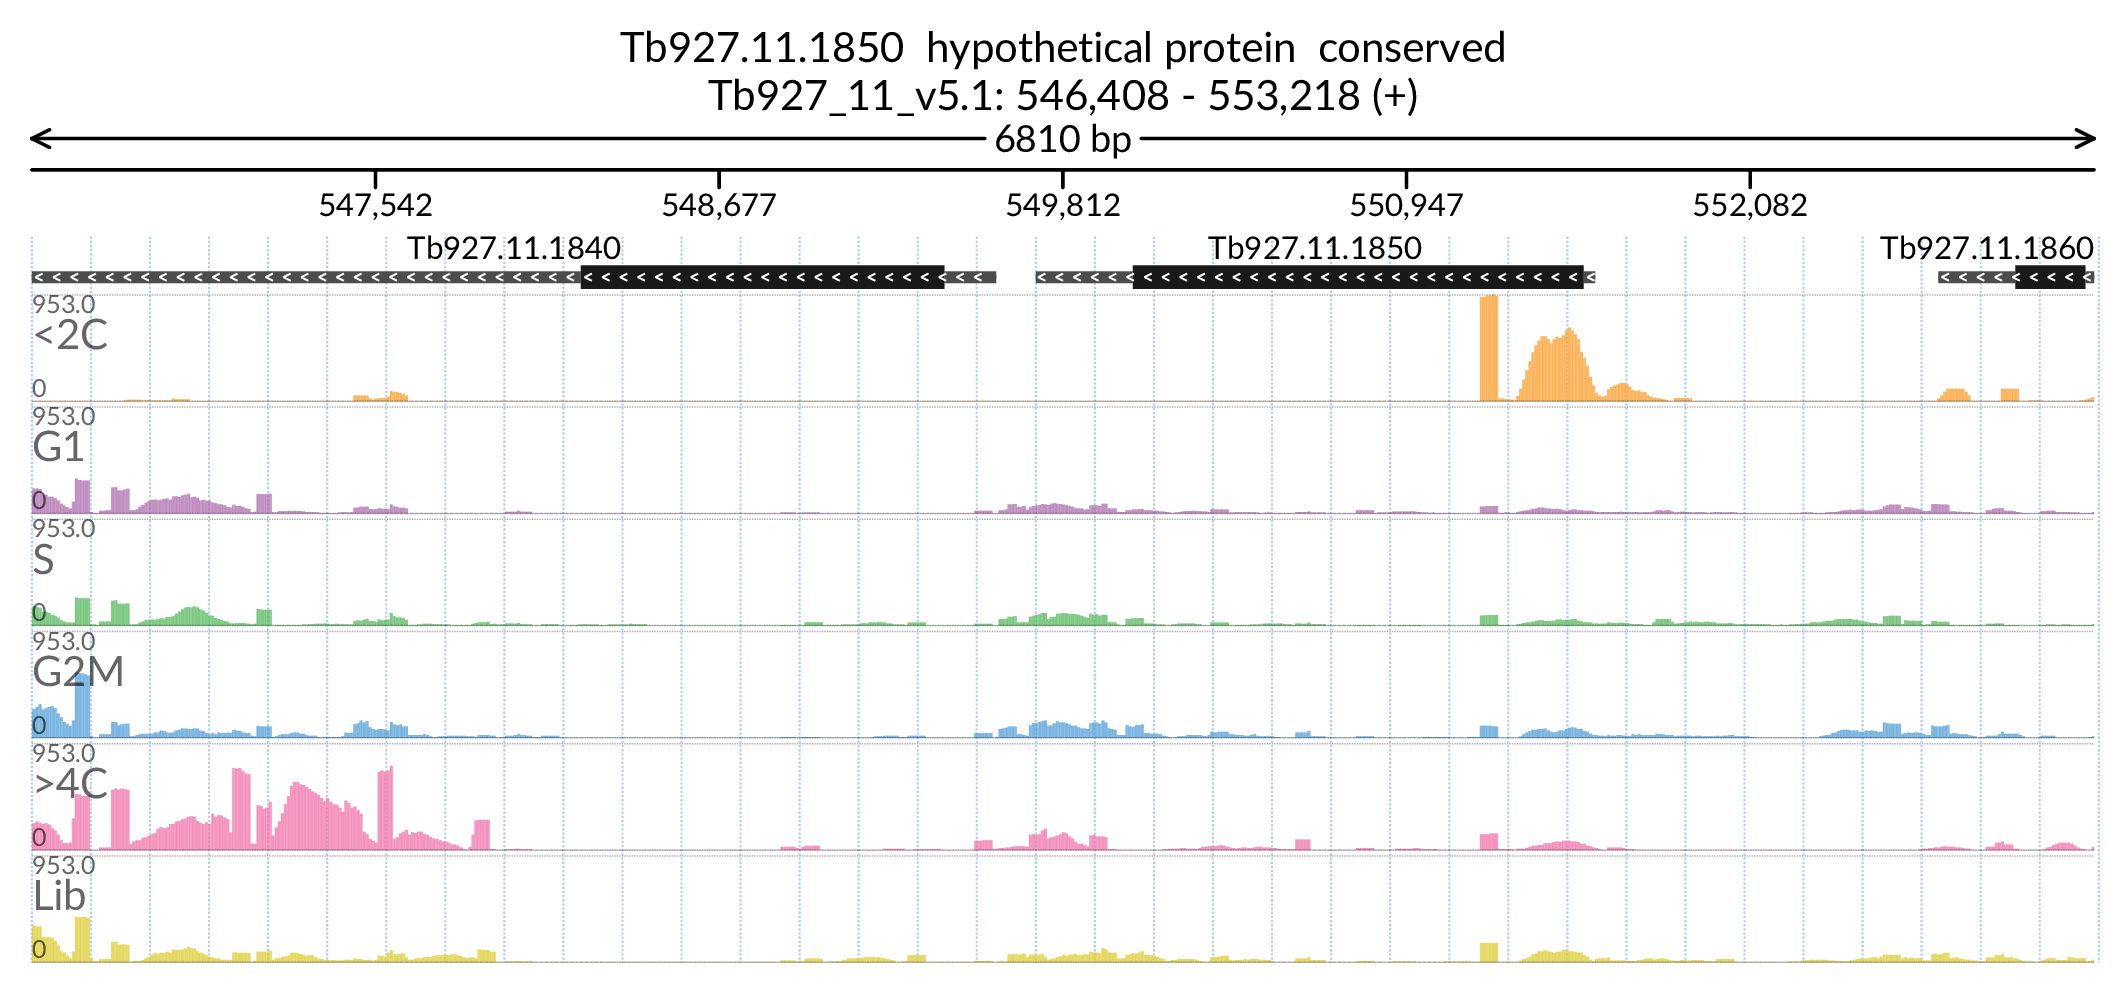 Tb927.11.1850 hypothetical protein conserved
Tb927_11_v5.1: 546,408 - 553,218 (+)
6810 bp
547,542 548,677 549,812 550,947 552,082
Tb927.11.1840 Tb927.11.1850 Tb927.11.1860
953.0
<2C
0
953.0
G1
0
953.0
S
0
953.0
G2M
0
953.0
>4C
0
953.0
Lib
0